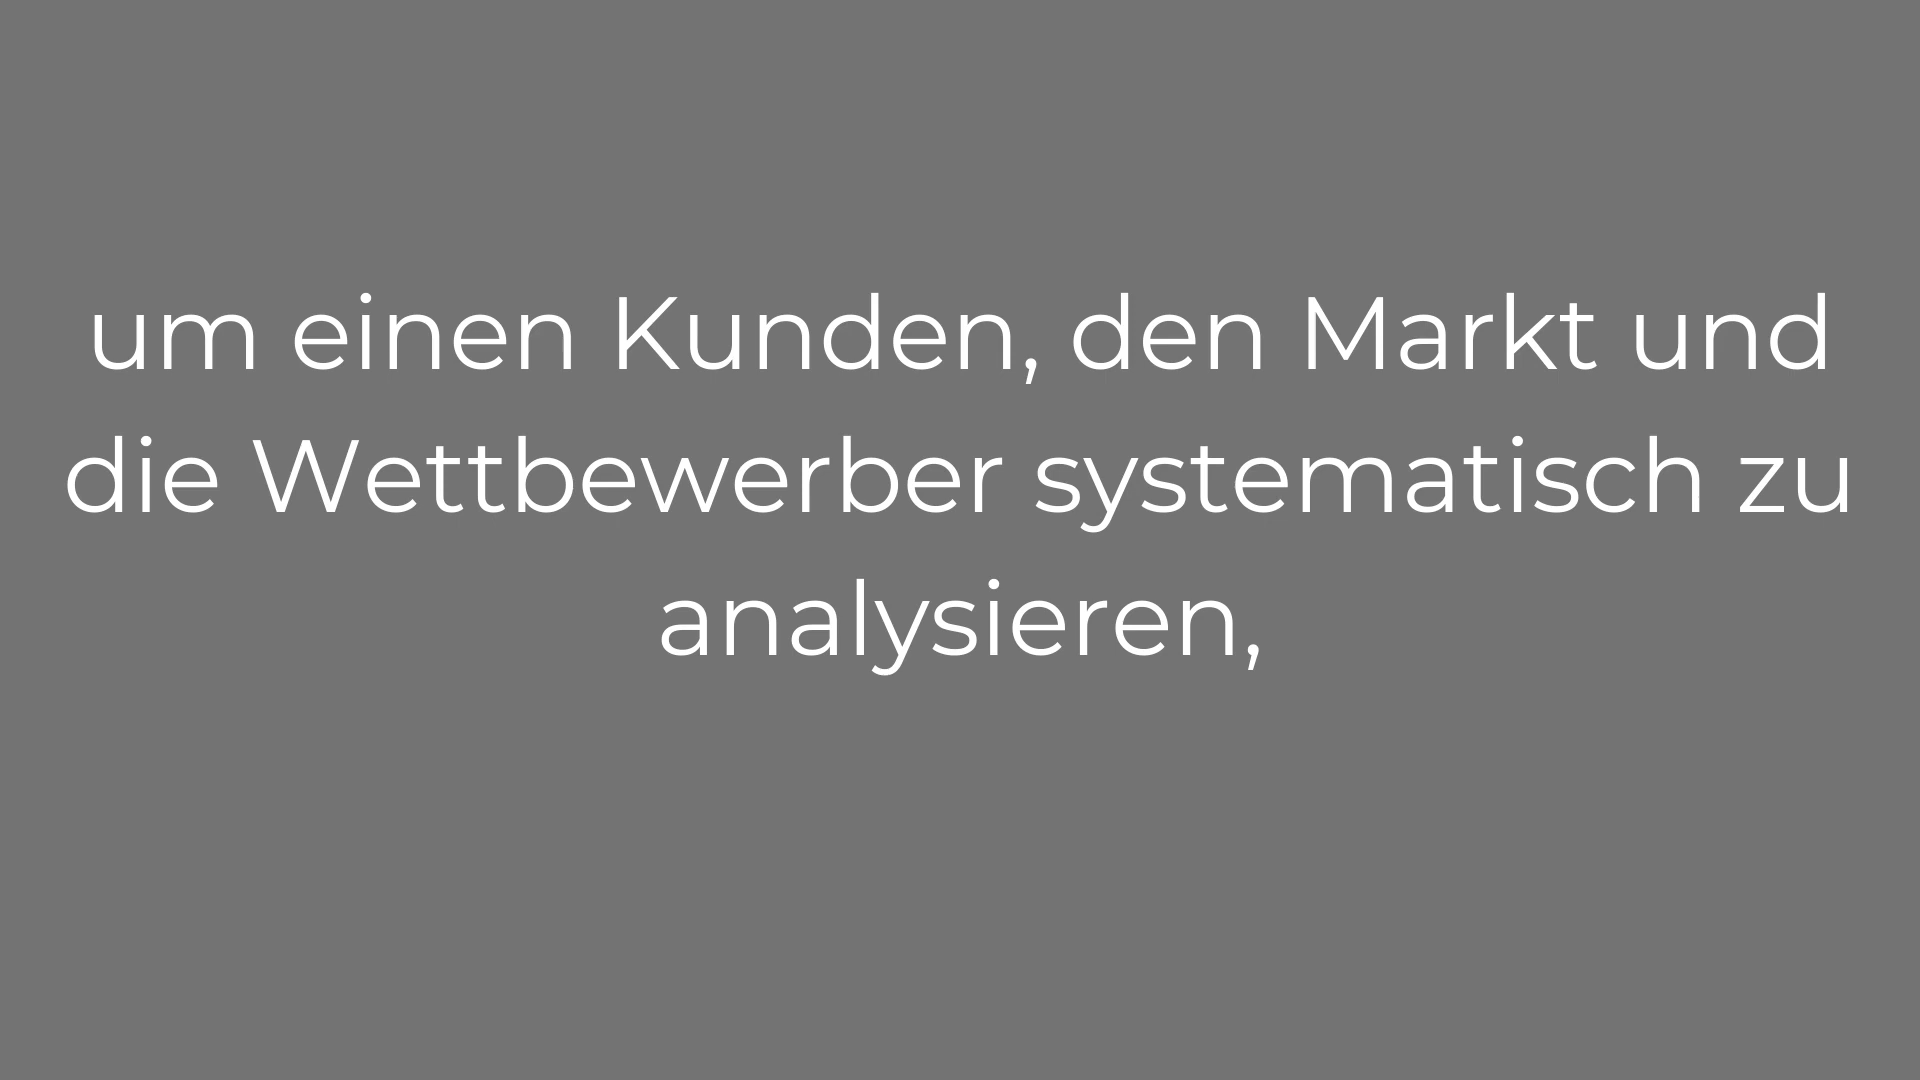 um einen Kunden, den Markt und
die Wettbewerber systematisch zu
analysieren,